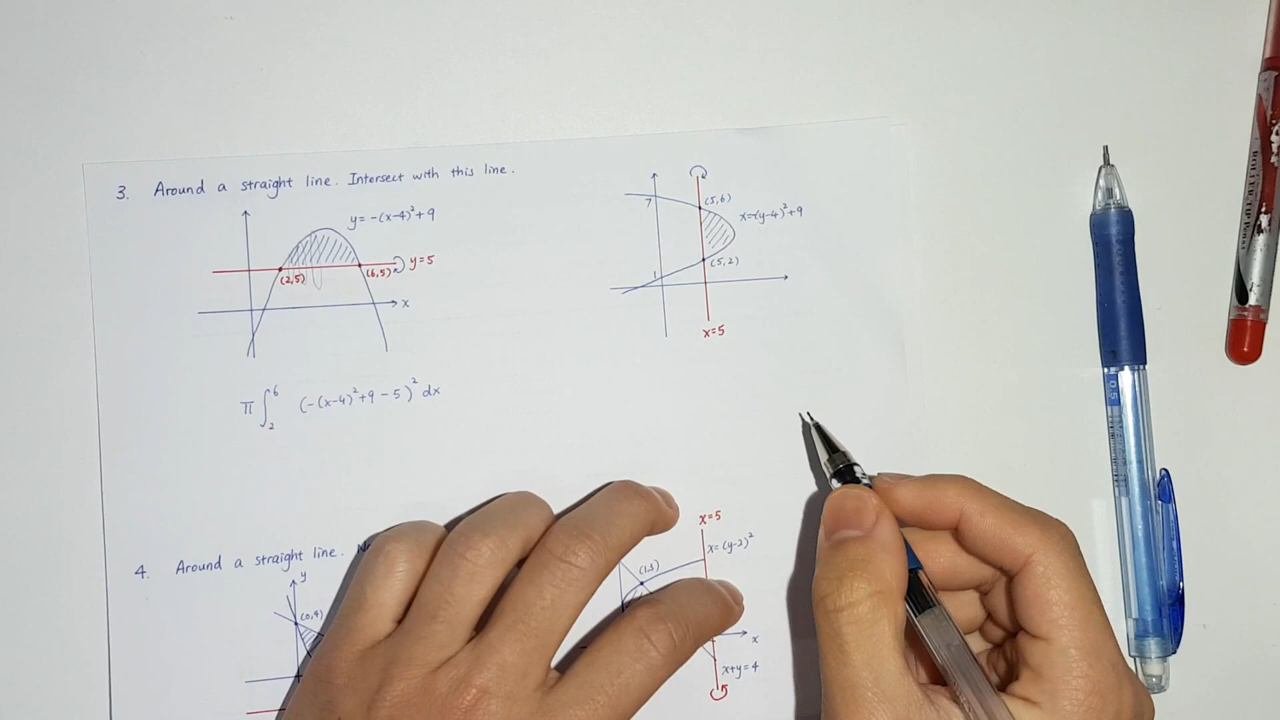 3. Around a straight line. Intersect with this line.
y = -(x-4)²+9
y=5
(2,5)
(6,5)
x
π∫₂⁶ (-(x-4)²+9-5)² dx
(5,6)
7
x=-(y-4)²+9
(5,2)
1
x=5
4. Around a straight line.
y
(0,4)
x=5
x=(y-2)²
(1,3)
x
x+y=4
0.5